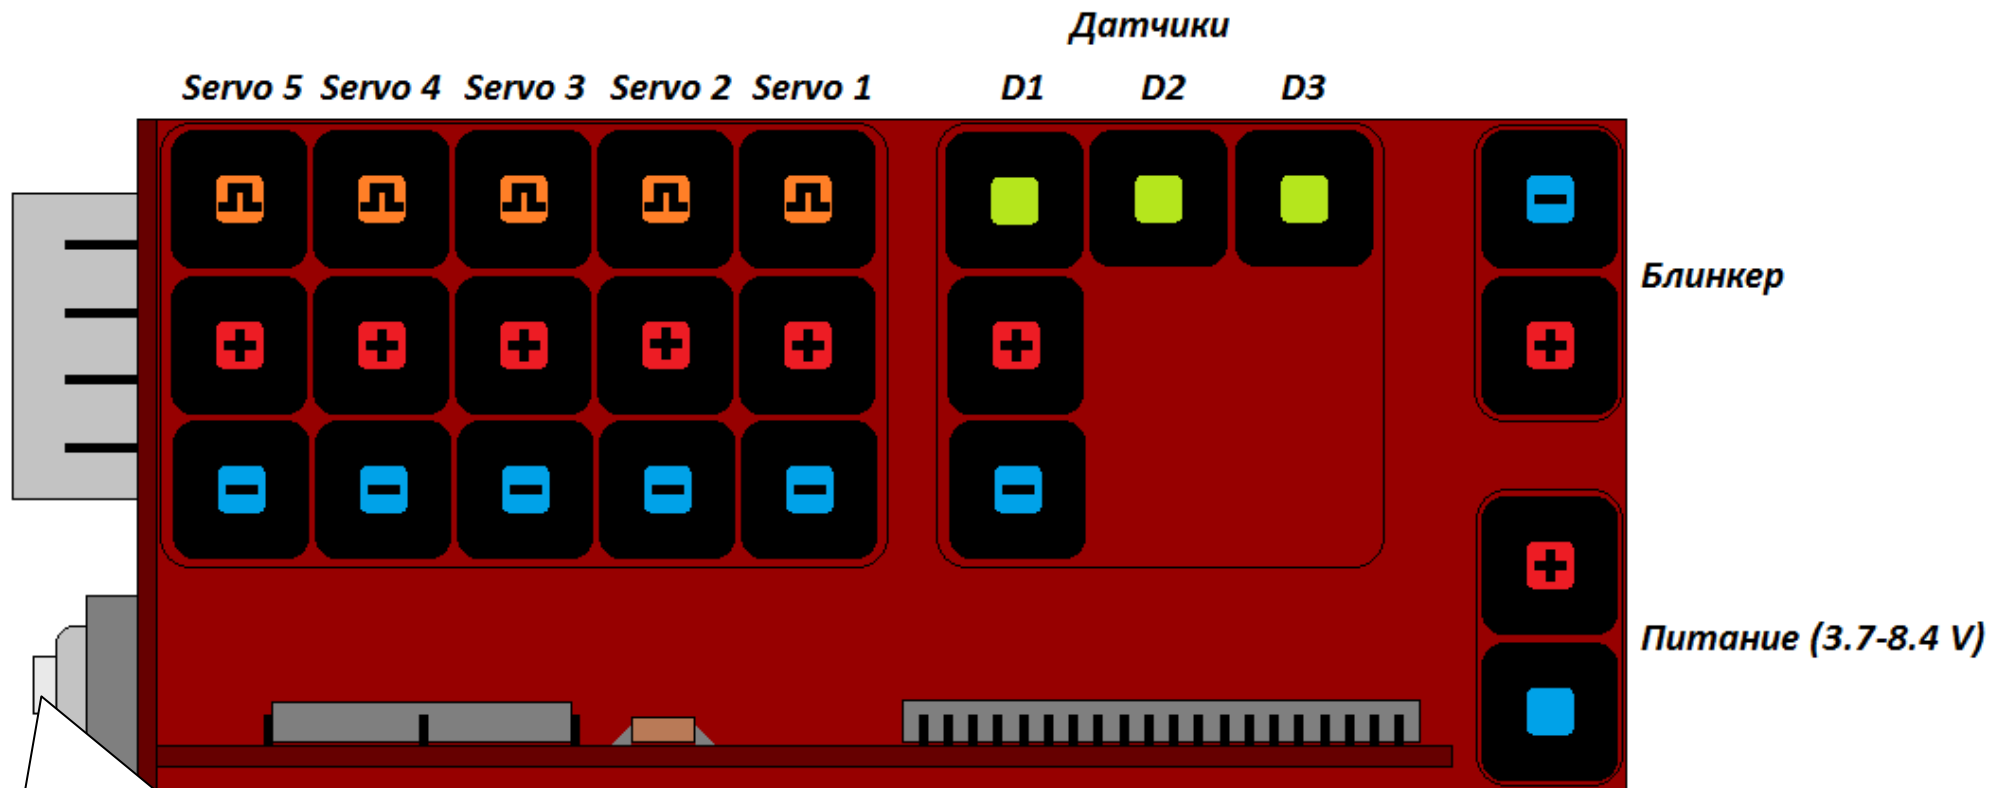 Датчики
Servo 5 Servo 4 Servo 3 Servo 2 Servo 1 D1 D2 D3
Блинкер
Питание (3.7-8.4 V)